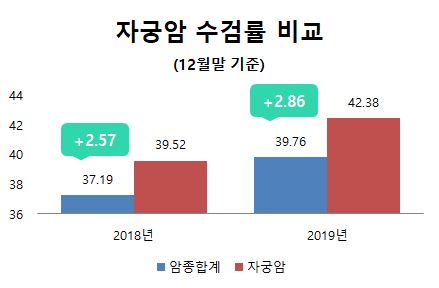 자궁암 수검률 비교
(12월말 기준)
44
42
40
38
36
+2.57
37.19
39.52
+2.86
39.76
42.38
2018년
2019년
암종합계
자궁암